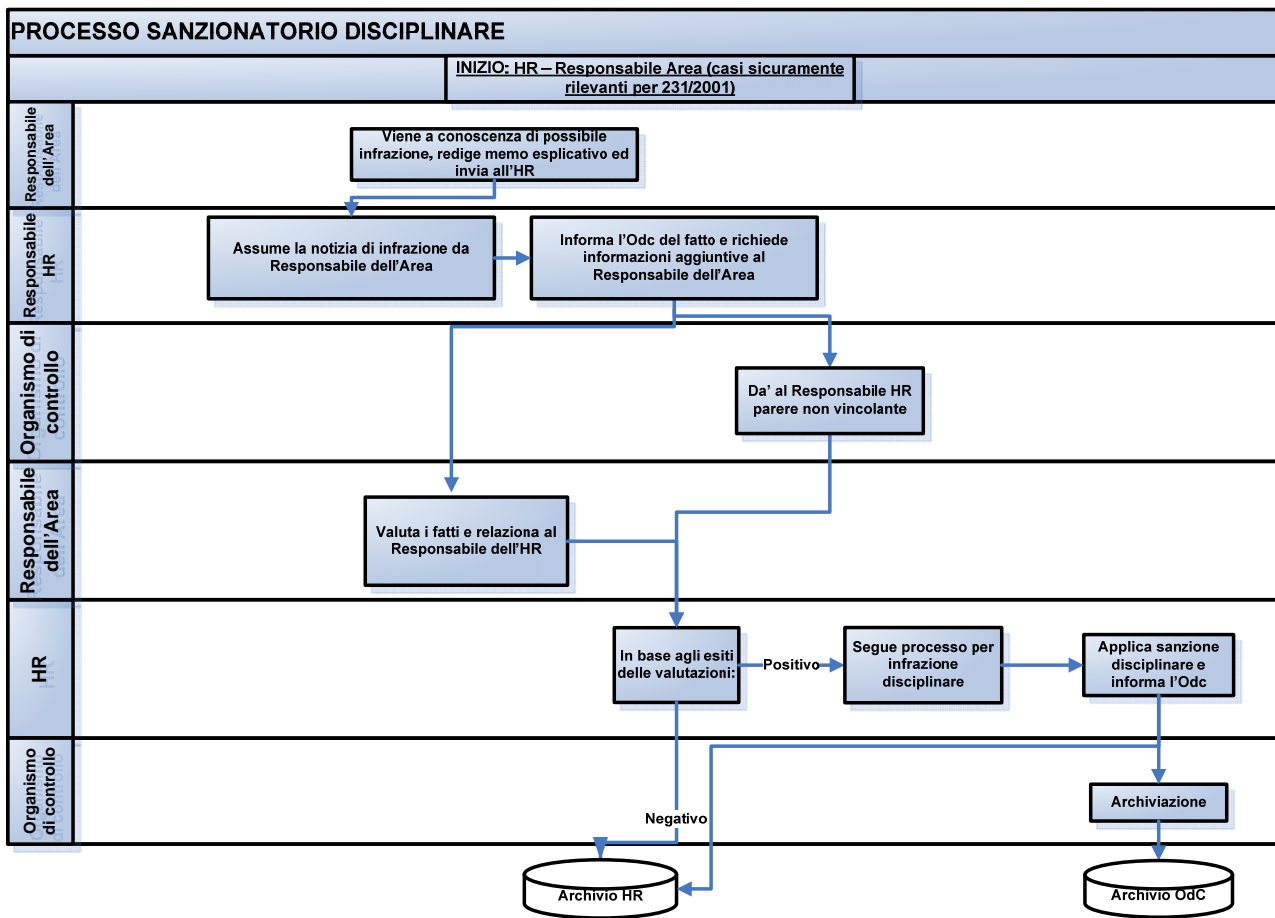 PROCESSO SANZIONATORIO DISCIPLINARE
INIZIO: HR – Responsabile Area (casi sicuramente
rilevanti per 231/2001)
Responsabile
dell'Area
Viene a conoscenza di possibile
infrazione, redige memo esplicativo ed
invia all'HR
Responsabile
HR
Assume la notizia di infrazione da
Responsabile dell'Area
Informa l'Odc del fatto e richiede
informazioni aggiuntive al
Responsabile dell'Area
Organismo di
controllo
Da' al Responsabile HR
parere non vincolante
Responsabile
dell'Area
Valuta i fatti e relaziona al
Responsabile dell'HR
HR
In base agli esiti
delle valutazioni:
Positivo
Segue processo per
infrazione
disciplinare
Applica sanzione
disciplinare e
informa l'Odc
Organismo
di controllo
Negativo
Archiviazione
Archivio HR
Archivio OdC